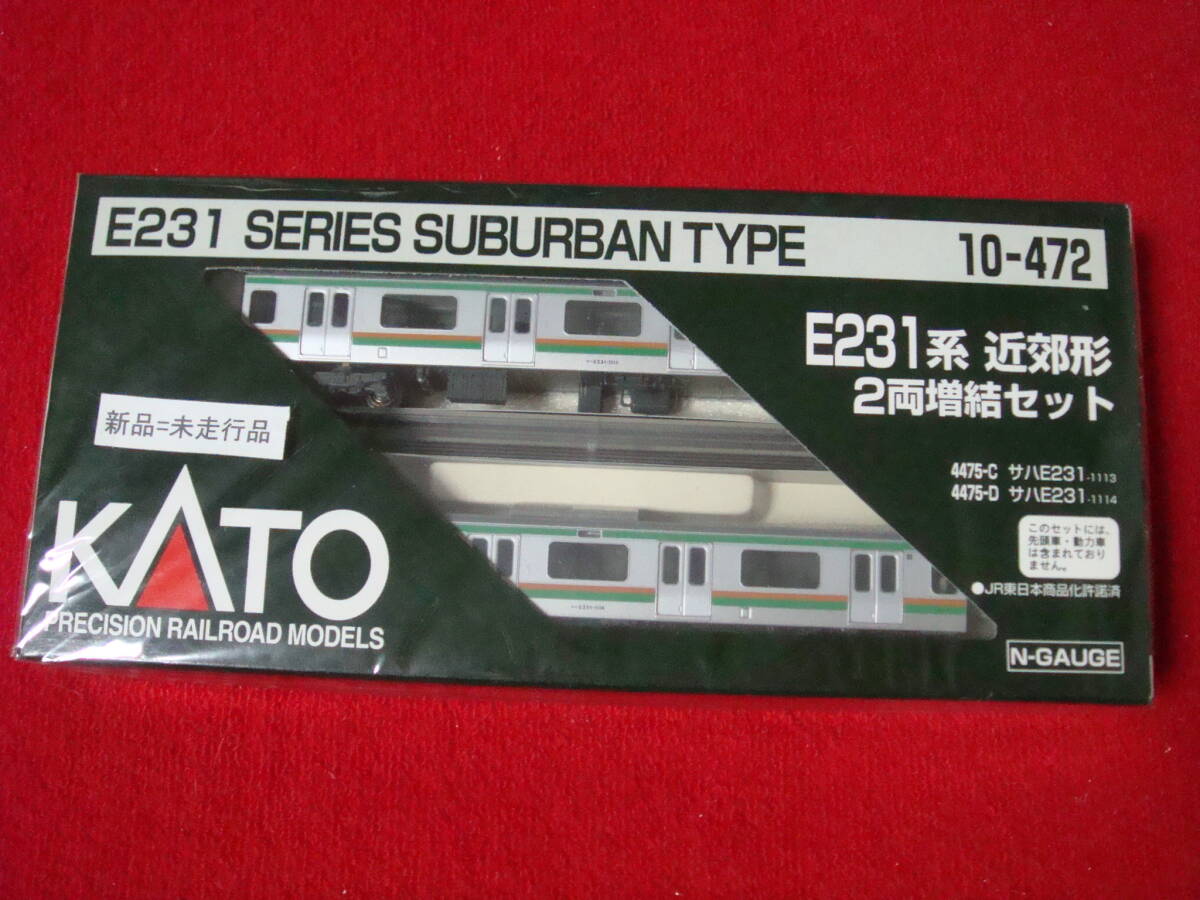 E231 SERIES SUBURBAN TYPE 10-472
E231系 近郊形
2両増結セット
新品=未走行品
4475-C サハE231-1113
4475-D サハE231-1114
このセットには、
先頭車・動力車
は含まれており
ません。
●JR東日本商品化許諾済
KATO
PRECISION RAILROAD MODELS
N-GAUGE